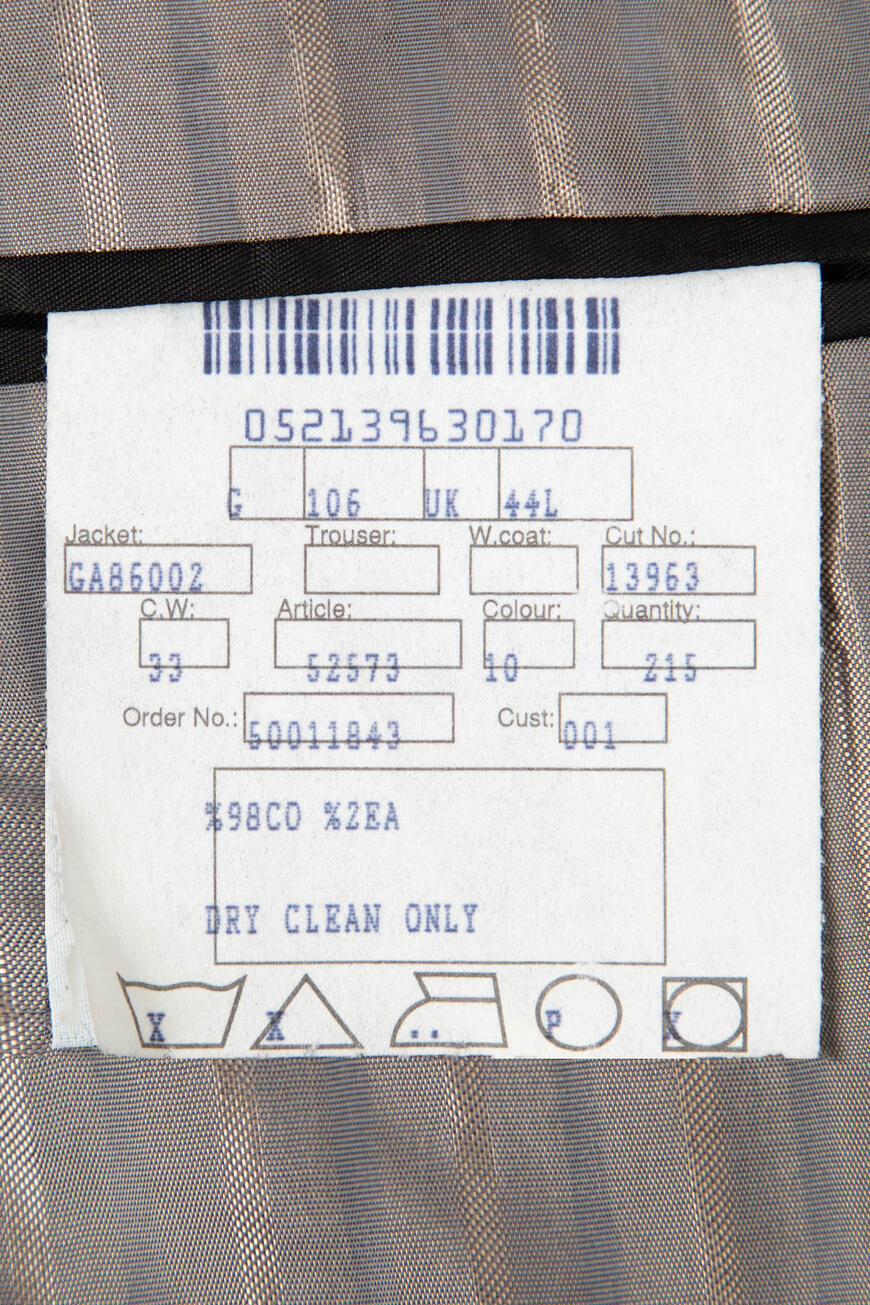 052139630170
G 106 UK 44L
Jacket: Trouser: W.coat: Cut No.:
GA86002 13963
C.W: Article: Colour: Quantity:
33 52573 10 215
Order No.: 50011843 Cust: 001
%98CO %2EA
DRY CLEAN ONLY
X X .. P X